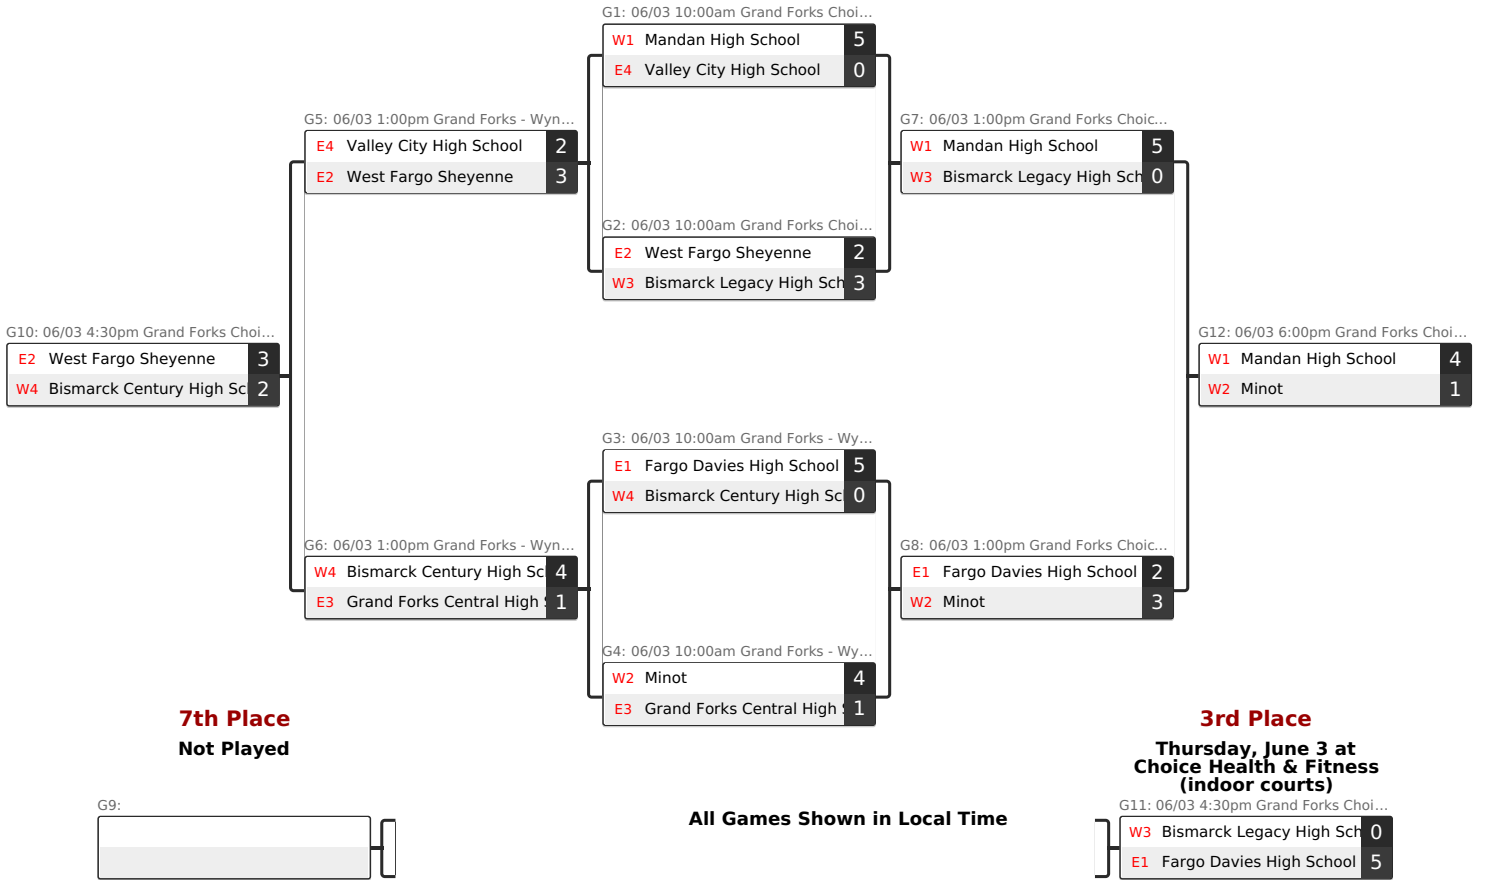 G1: 06/03 10:00am Grand Forks Choi...
W1 Mandan High School 5
E4 Valley City High School 0
G5: 06/03 1:00pm Grand Forks - Wyn...
E4 Valley City High School 2
E2 West Fargo Sheyenne 3
G7: 06/03 1:00pm Grand Forks Choic...
W1 Mandan High School 5
W3 Bismarck Legacy High Sch 0
G2: 06/03 10:00am Grand Forks Choi...
E2 West Fargo Sheyenne 2
W3 Bismarck Legacy High Sch 3
G10: 06/03 4:30pm Grand Forks Choi...
E2 West Fargo Sheyenne 3
W4 Bismarck Century High Scl 2
G12: 06/03 6:00pm Grand Forks Choi...
W1 Mandan High School 4
W2 Minot 1
G3: 06/03 10:00am Grand Forks - Wy...
E1 Fargo Davies High School 5
W4 Bismarck Century High Scl 0
G6: 06/03 1:00pm Grand Forks - Wyn...
W4 Bismarck Century High Scl 4
E3 Grand Forks Central High S 1
G8: 06/03 1:00pm Grand Forks Choic...
E1 Fargo Davies High School 2
W2 Minot 3
G4: 06/03 10:00am Grand Forks - Wy...
W2 Minot 4
E3 Grand Forks Central High S 1
7th Place
Not Played
G9:
All Games Shown in Local Time
3rd Place
Thursday, June 3 at
Choice Health & Fitness
(indoor courts)
G11: 06/03 4:30pm Grand Forks Choi...
W3 Bismarck Legacy High Sch 0
E1 Fargo Davies High School 5